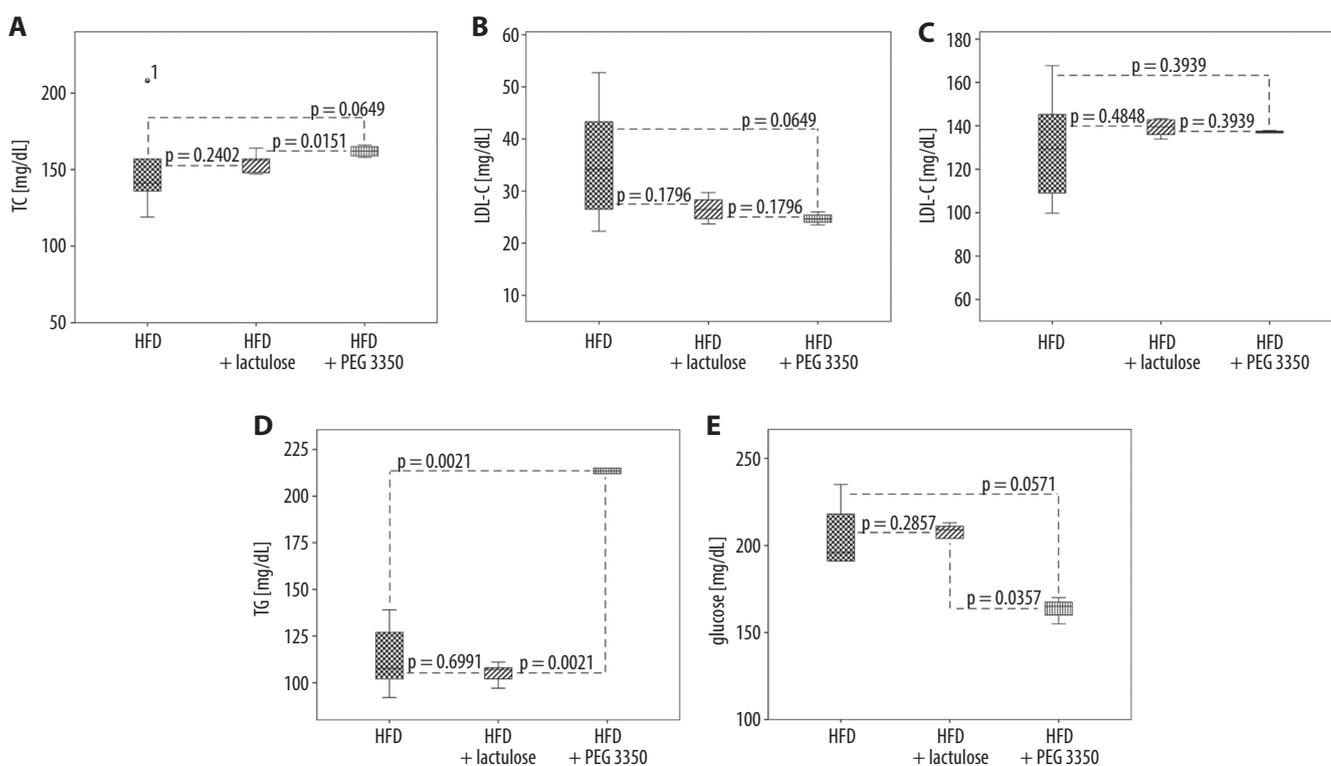 A
TC [mg/dL]
200
150
100
50
1
p = 0.0649
p = 0.2402
p = 0.0151
HFD
HFD
+ lactulose
HFD
+ PEG 3350
B
LDL-C [mg/dL]
60
50
40
30
20
10
p = 0.0649
p = 0.1796
p = 0.1796
HFD
HFD
+ lactulose
HFD
+ PEG 3350
C
LDL-C [mg/dL]
180
160
140
120
100
80
60
p = 0.3939
p = 0.4848
p = 0.3939
HFD
HFD
+ lactulose
HFD
+ PEG 3350
D
TG [mg/dL]
225
200
225
175
125
100
p = 0.0021
p = 0.6991
p = 0.0021
HFD
HFD
+ lactulose
HFD
+ PEG 3350
E
glucose [mg/dL]
250
200
150
100
p = 0.0571
p = 0.2857
p = 0.0357
HFD
HFD
+ lactulose
HFD
+ PEG 3350